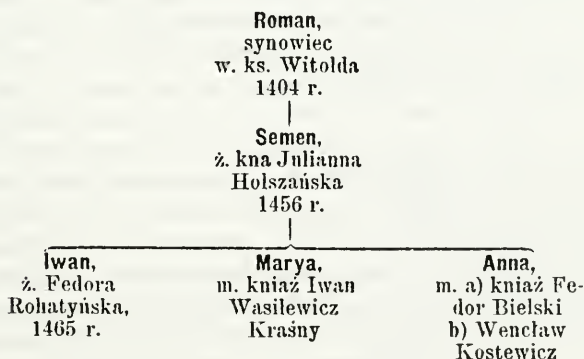 Roman,
synowiec
w. ks. Witolda
1404 r.
Semen,
ż. kna Julianna
Holszańska
1456 r.
Iwan,
ż. Fedora
Rohatyńska,
1465 r.
Marya,
m. kniaź Iwan
Wasilewicz
Kraśny
Anna,
m. a) kniaź Fe-
dor Bielski
b) Wencław
Kostewicz